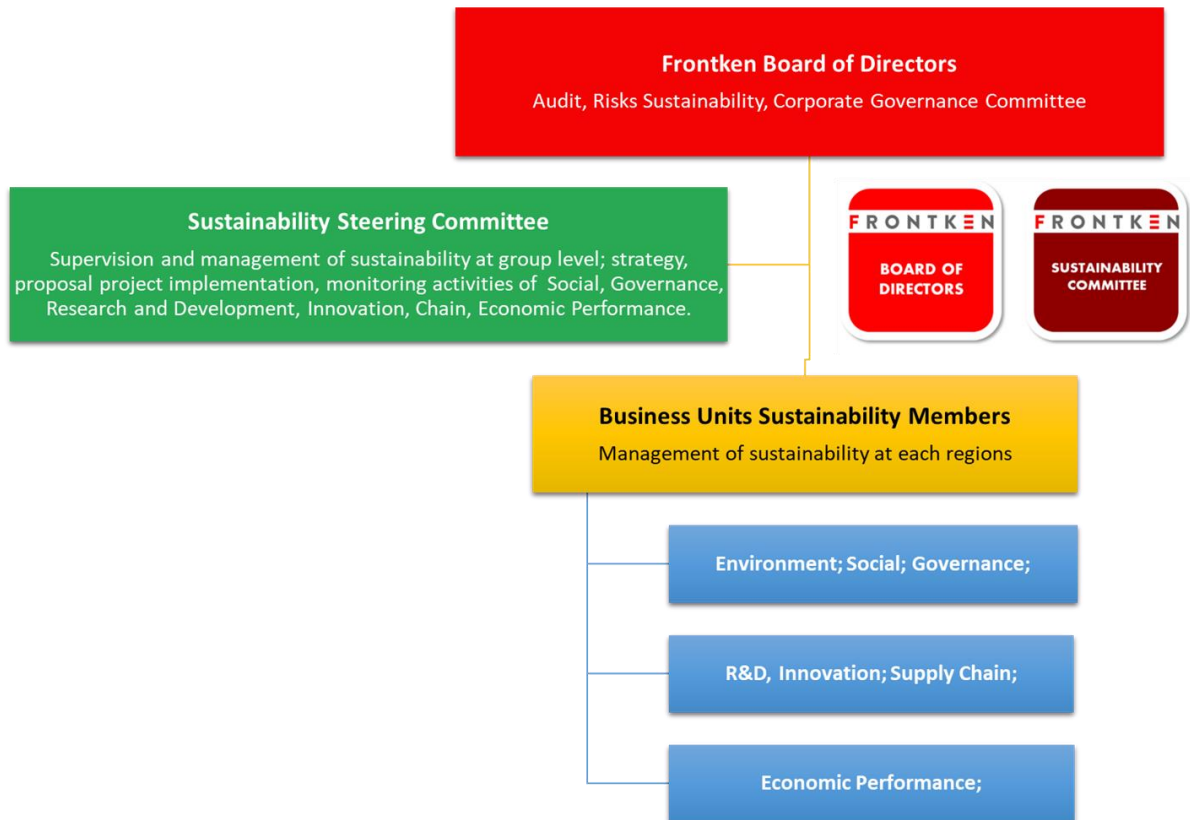 Frontken Board of Directors
Audit, Risks Sustainability, Corporate Governance Committee
Sustainability Steering Committee
Supervision and management of sustainability at group level; strategy,
proposal project implementation, monitoring activities of Social, Governance,
Research and Development, Innovation, Chain, Economic Performance.
FRONTKEN
BOARD OF
DIRECTORS
FRONTKEN
SUSTAINABILITY
COMMITTEE
Business Units Sustainability Members
Management of sustainability at each regions
Environment; Social; Governance;
R&D, Innovation; Supply Chain;
Economic Performance;